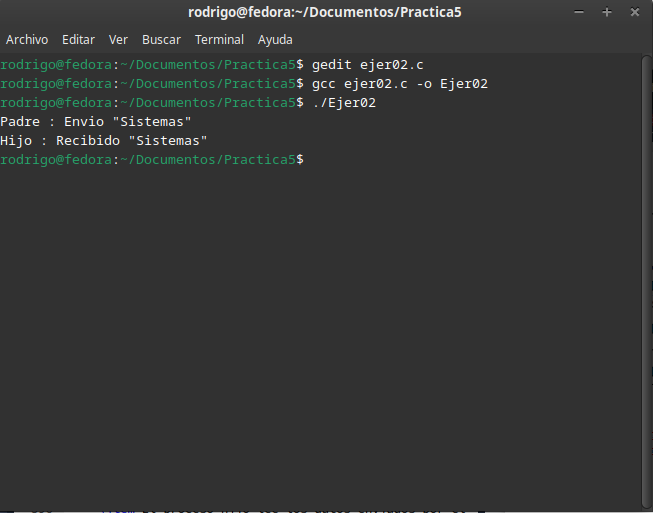 rodrigo@fedora:~/Documentos/Practica5
Archivo Editar Ver Buscar Terminal Ayuda
rodrigo@fedora:~/Documentos/Practica5$ gedit ejer02.c
rodrigo@fedora:~/Documentos/Practica5$ gcc ejer02.c -o Ejer02
rodrigo@fedora:~/Documentos/Practica5$ ./Ejer02
Padre : Envio "Sistemas"
Hijo : Recibido "Sistemas"
rodrigo@fedora:~/Documentos/Practica5$